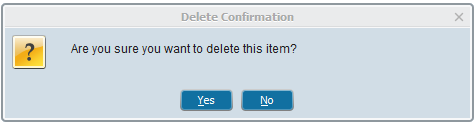 Delete Confirmation
Are you sure you want to delete this item?
Yes No